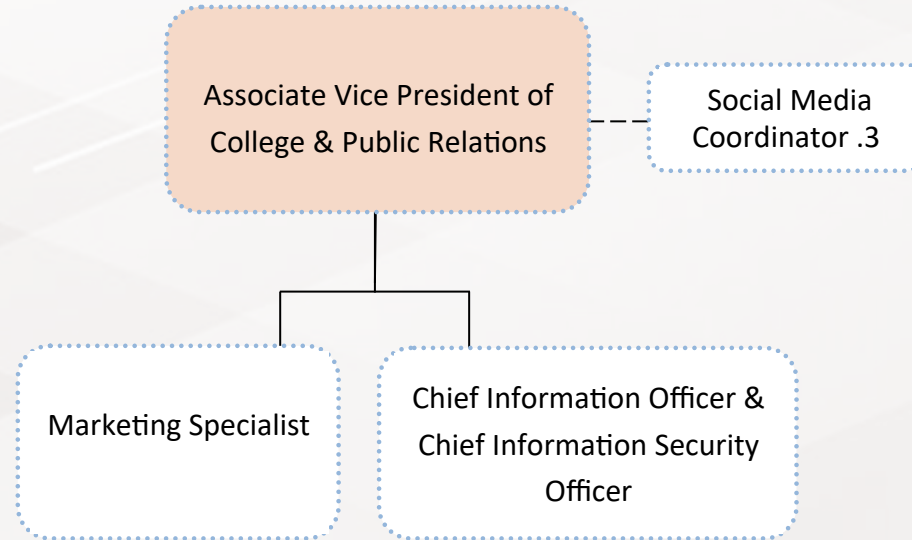 Associate Vice President of
College & Public Relations
Social Media
Coordinator .3
Marketing Specialist
Chief Information Officer &
Chief Information Security
Officer